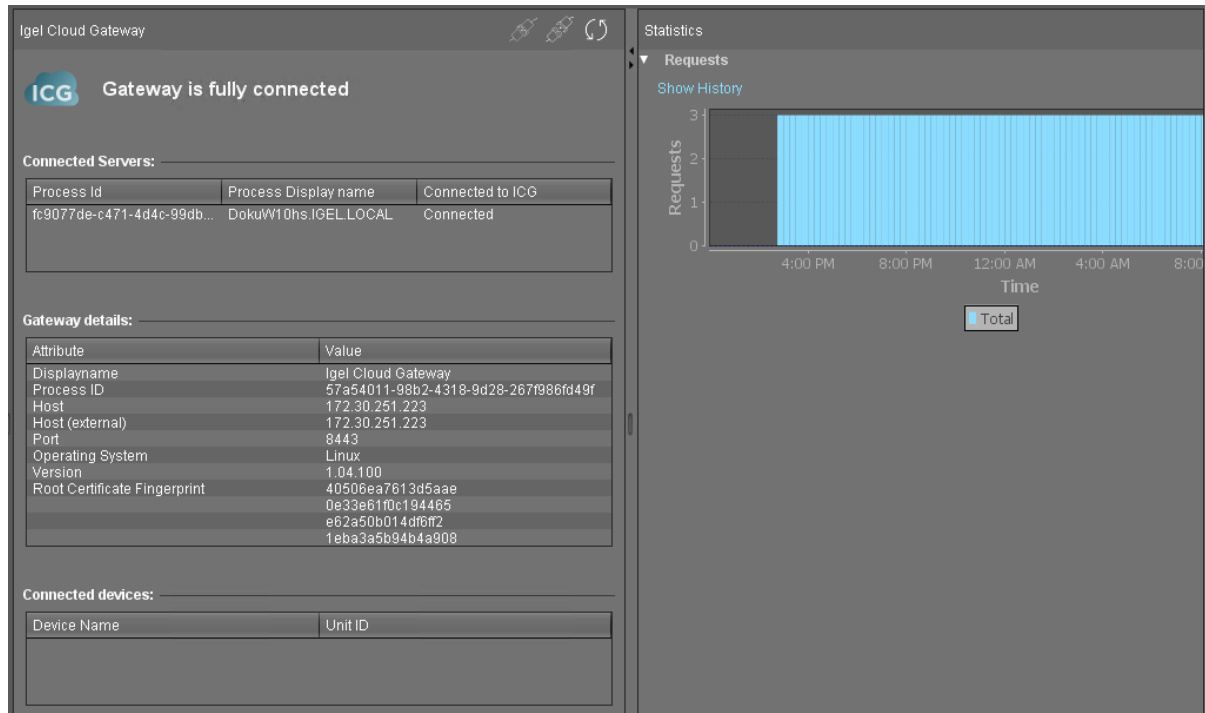 Igel Cloud Gateway
ICG Gateway is fully connected
Connected Servers:
Process Id Process Display name Connected to ICG
fc9077de-c471-4d4c-99db... DokuW10hs.IGEL.LOCAL Connected
Gateway details:
Attribute Value
Displayname Igel Cloud Gateway
Process ID 57a54011-98b2-4318-9d28-267f986fd49f
Host 172.30.251.223
Host (external) 172.30.251.223
Port 8443
Operating System Linux
Version 1.04.100
Root Certificate Fingerprint 40506ea7613d5aae
0e33e61f0c194465
e62a50b014df6ff2
1eba3a5b94b4a908
Connected devices:
Device Name Unit ID
Statistics
Requests
Show History
Requests
3
2
1
0
4:00 PM 8:00 PM 12:00 AM 4:00 AM 8:00
Time
Total